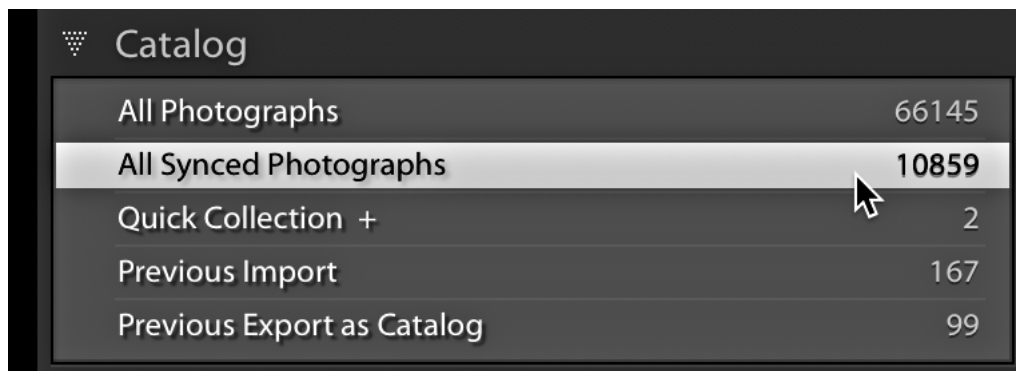 Catalog
All Photographs 66145
All Synced Photographs 10859
Quick Collection + 2
Previous Import 167
Previous Export as Catalog 99